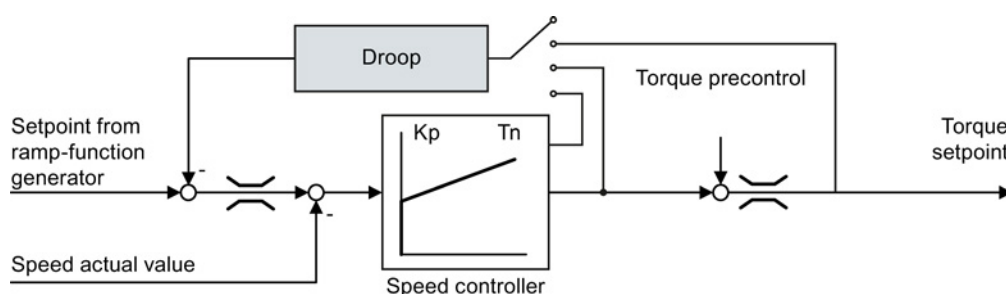 Droop
Torque precontrol
Setpoint from
ramp-function
generator
Kp Tn
Torque
setpoint
-
-
Speed actual value
Speed controller